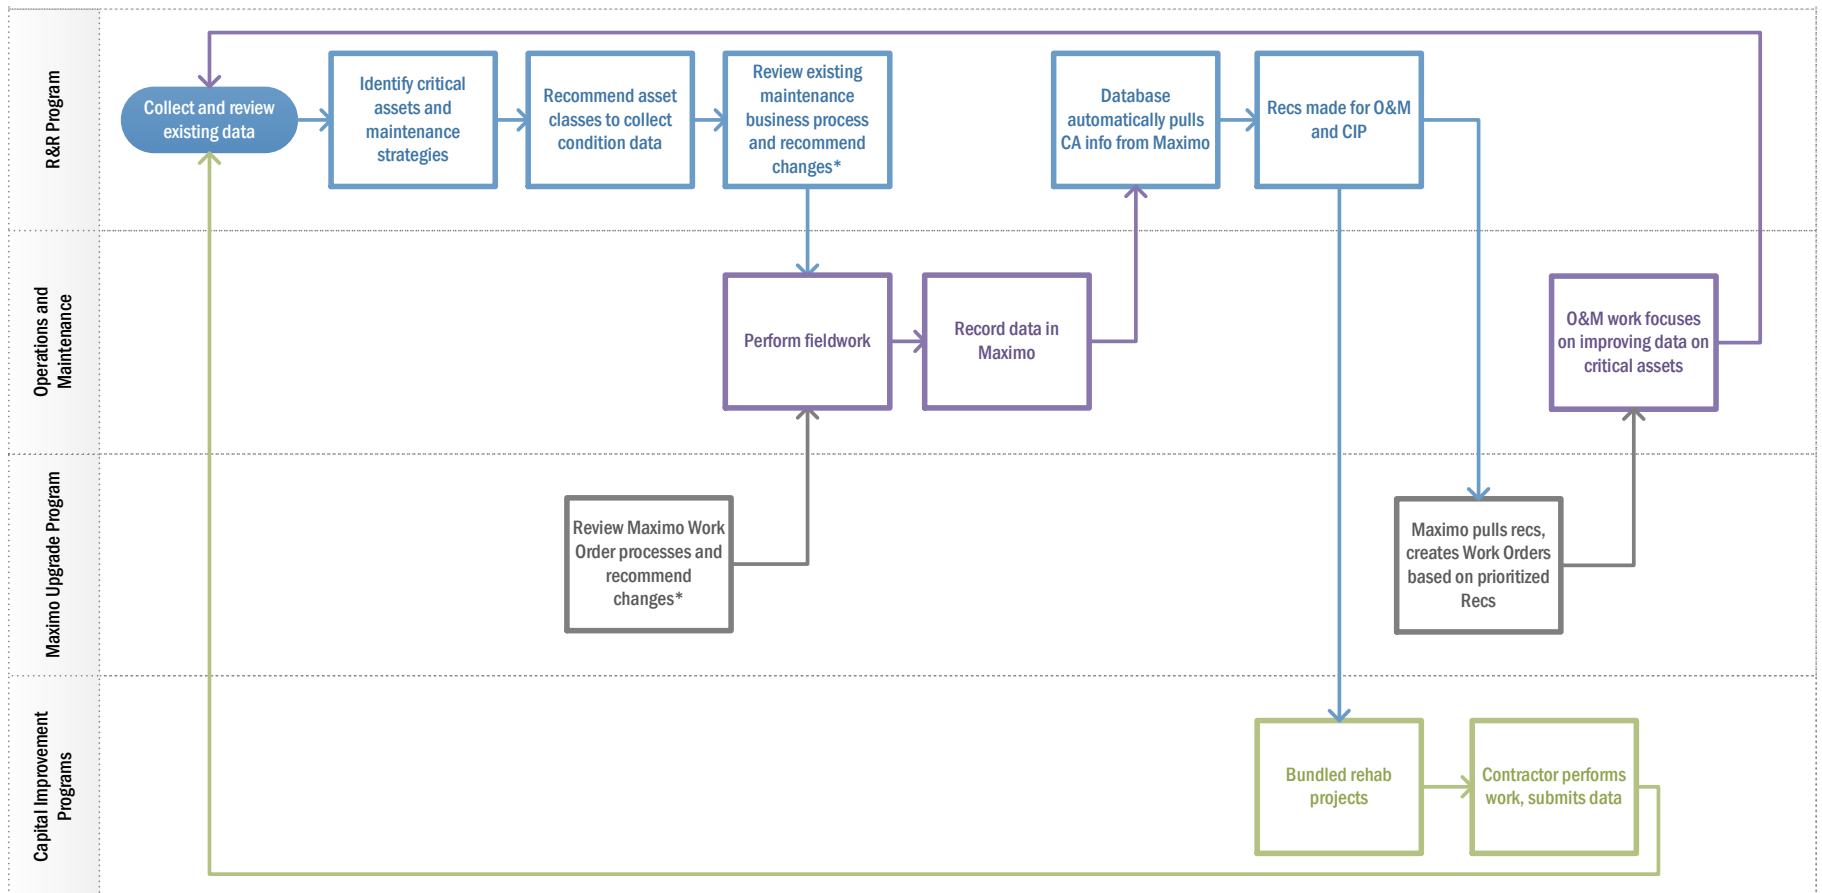 R&R Program
Collect and review
existing data
Identify critical
assets and
maintenance
strategies
Recommend asset
classes to collect
condition data
Review existing
maintenance
business process
and recommend
changes*
Database
automatically pulls
CA info from Maximo
Recs made for O&M
and CIP
Operations and
Maintenance
Perform fieldwork
Record data in
Maximo
O&M work focuses
on improving data on
critical assets
Maximo Upgrade Program
Review Maximo Work
Order processes and
recommend
changes*
Maximo pulls recs,
creates Work Orders
based on prioritized
Recs
Capital Improvement
Programs
Bundled rehab
projects
Contractor performs
work, submits data